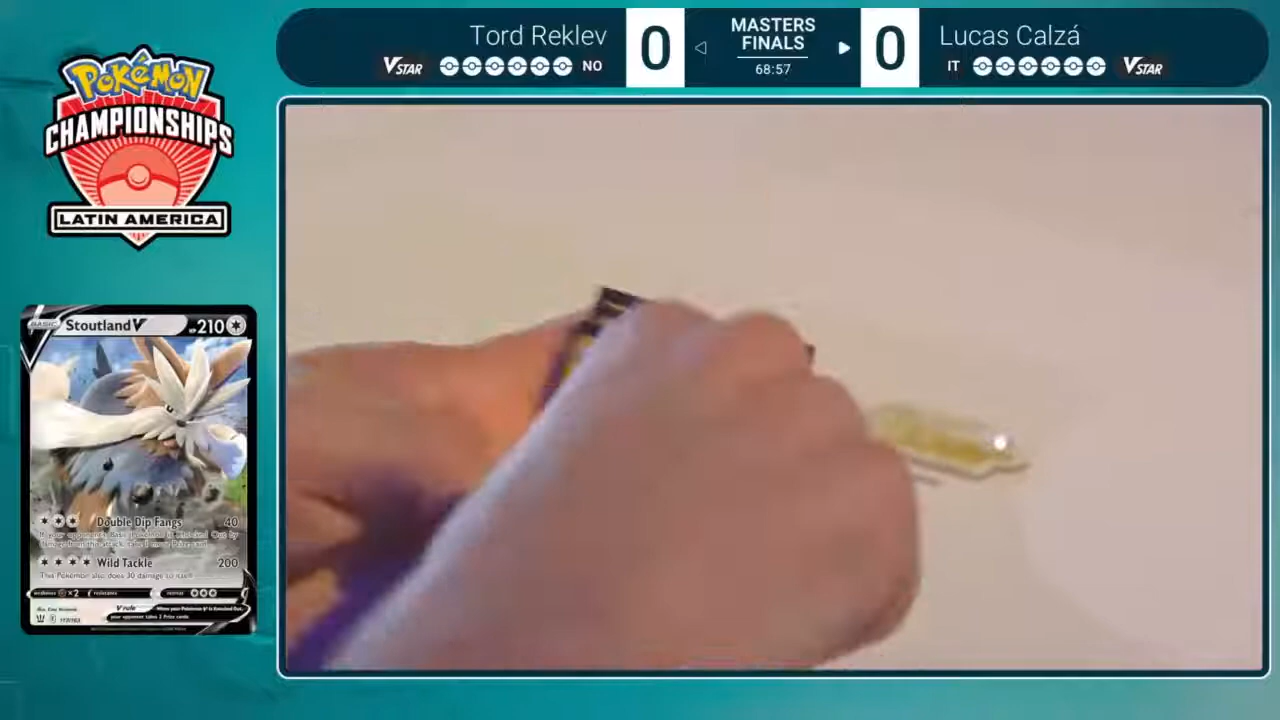 Tord Reklev
0
MASTERS
FINALS
68:57
0
Lucas Calzá
VSTAR
NO
IT
VSTAR
Pokémon
CHAMPIONSHIPS
LATIN AMERICA
BASIC
Stoutland V
HP 210
Double Dip Fangs 40
Wild Tackle 200
This Pokémon also does 30 damage to itself.
V rule